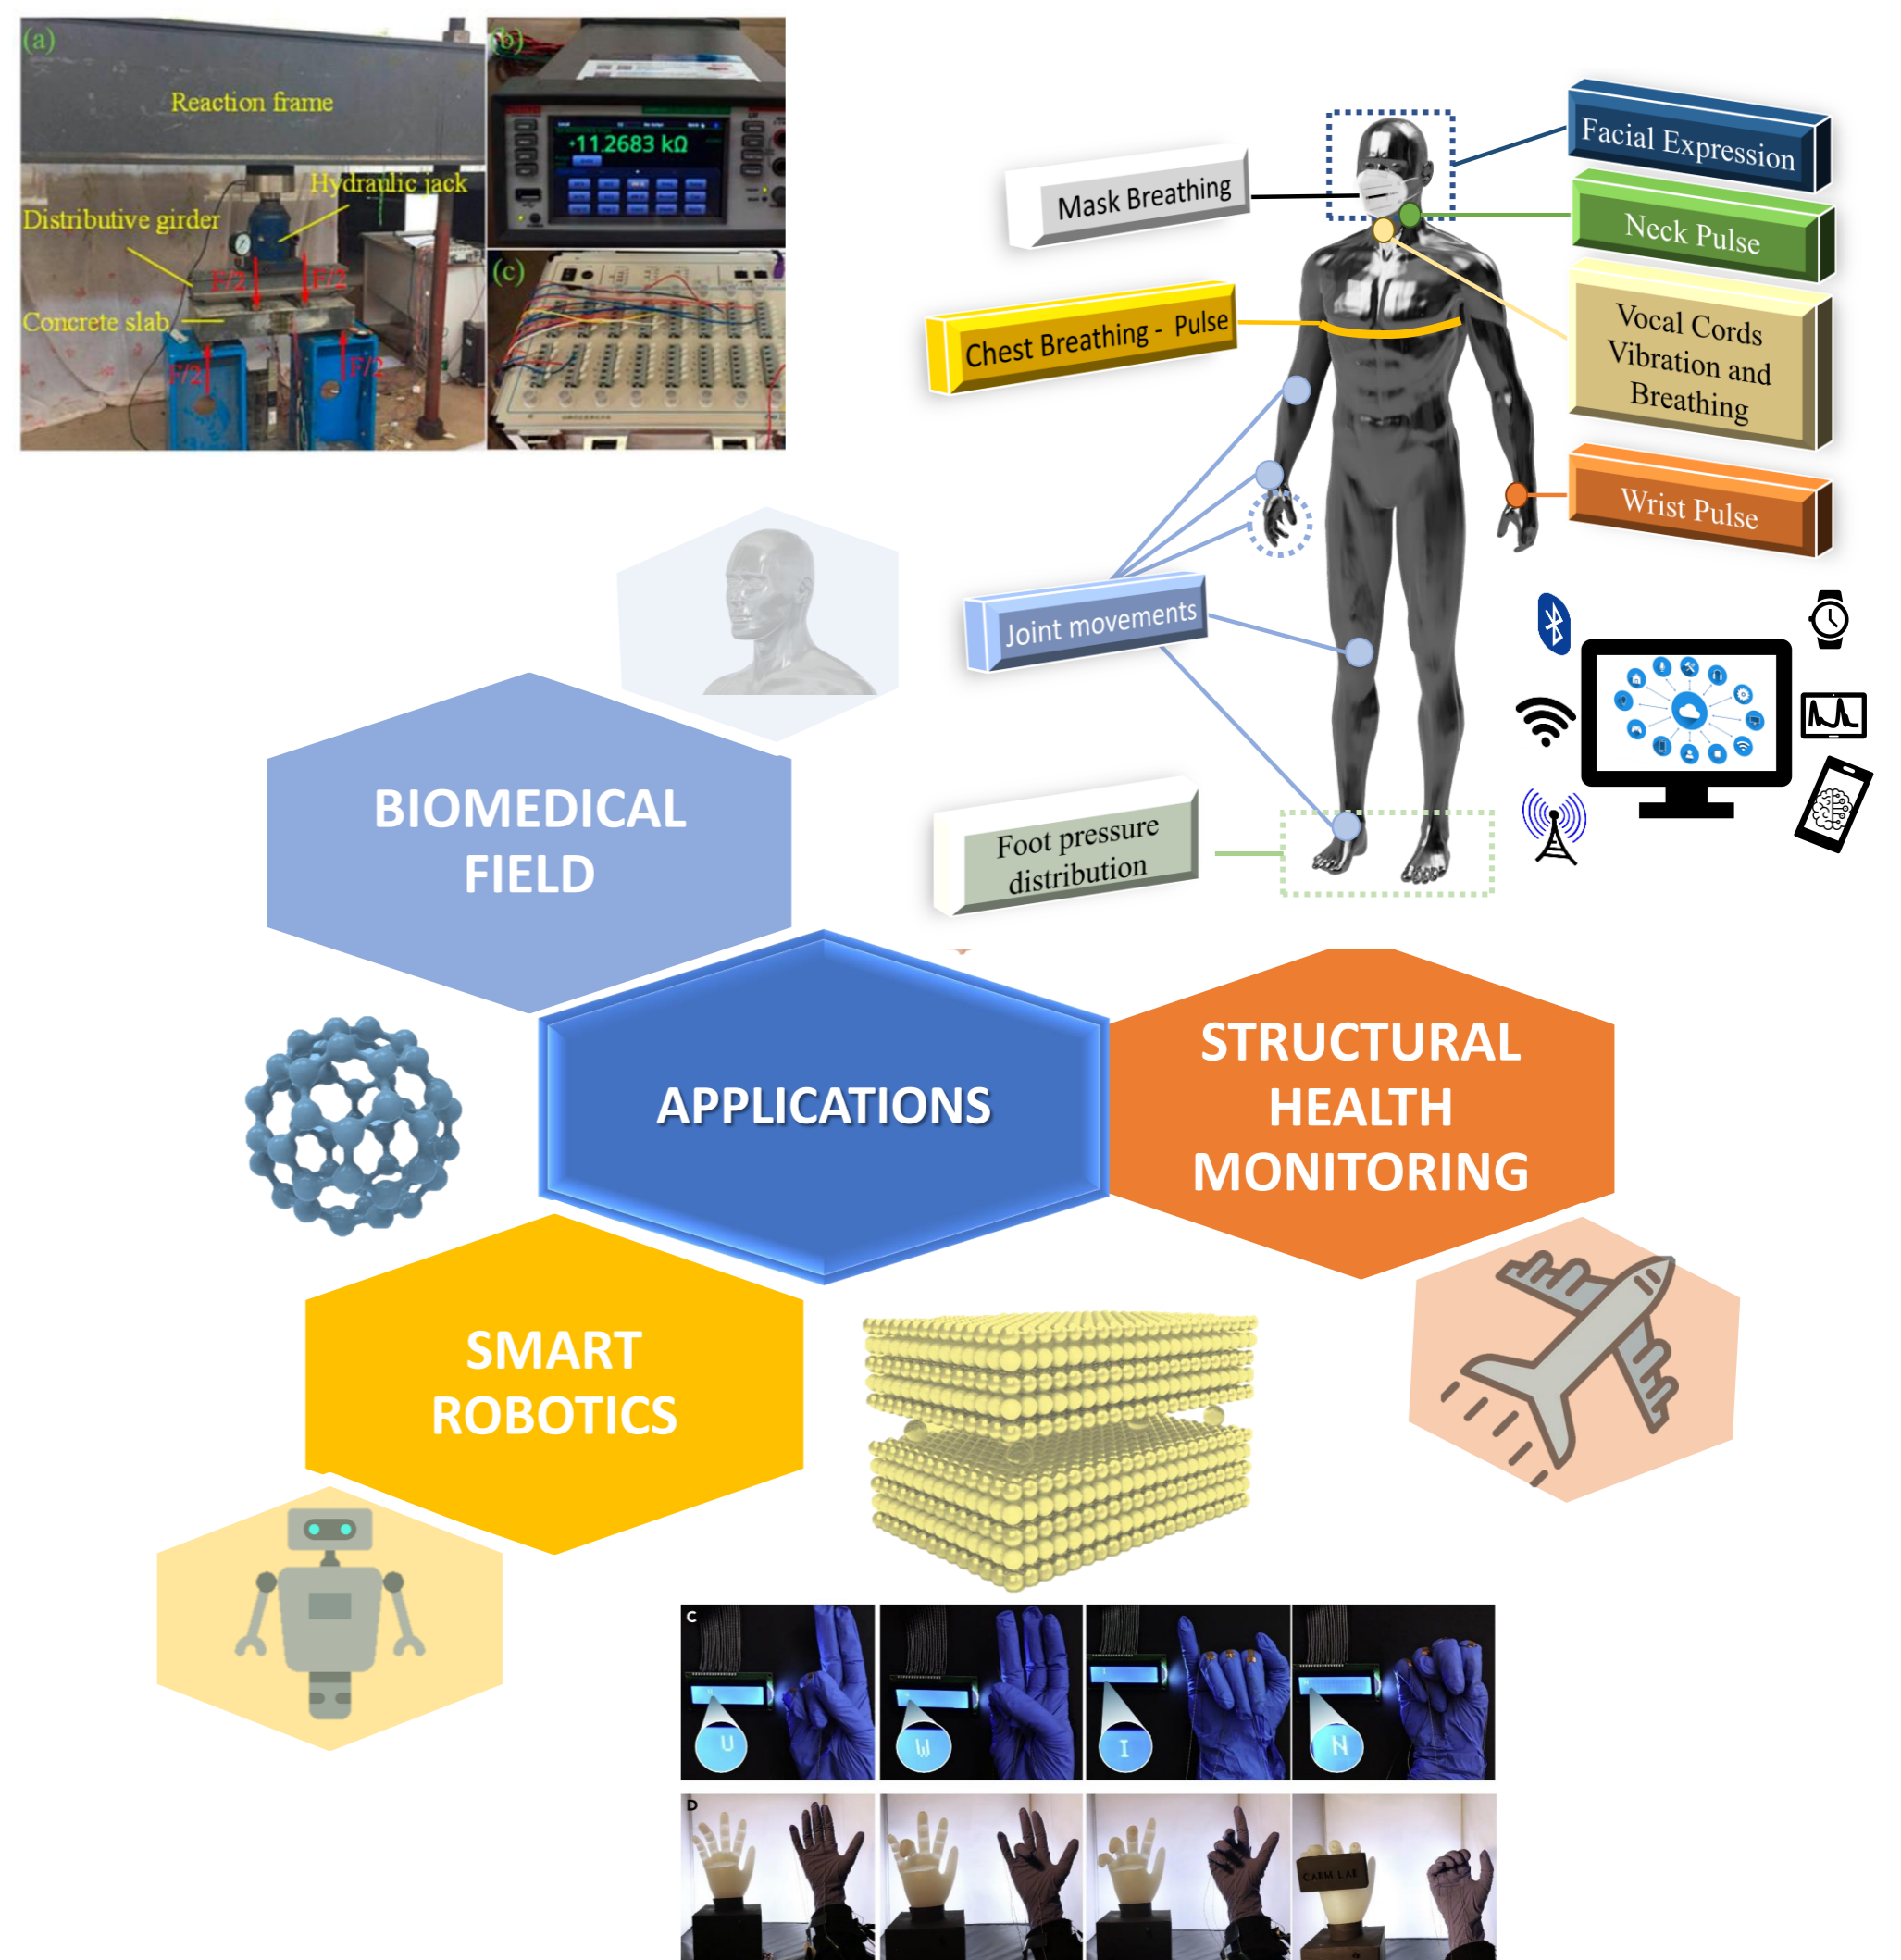 (a)
Reaction frame
Hydraulic jack
Distributive girder
F/2
F/2
Concrete slab
F/2
F/2
(b)
+11.2683 kΩ
(c)
Facial Expression
Mask Breathing
Neck Pulse
Chest Breathing - Pulse
Vocal Cords
Vibration and
Breathing
Wrist Pulse
Joint movements
Foot pressure
distribution
BIOMEDICAL
FIELD
APPLICATIONS
STRUCTURAL
HEALTH
MONITORING
SMART
ROBOTICS
C
U
W
I
N
D
CARM LAB